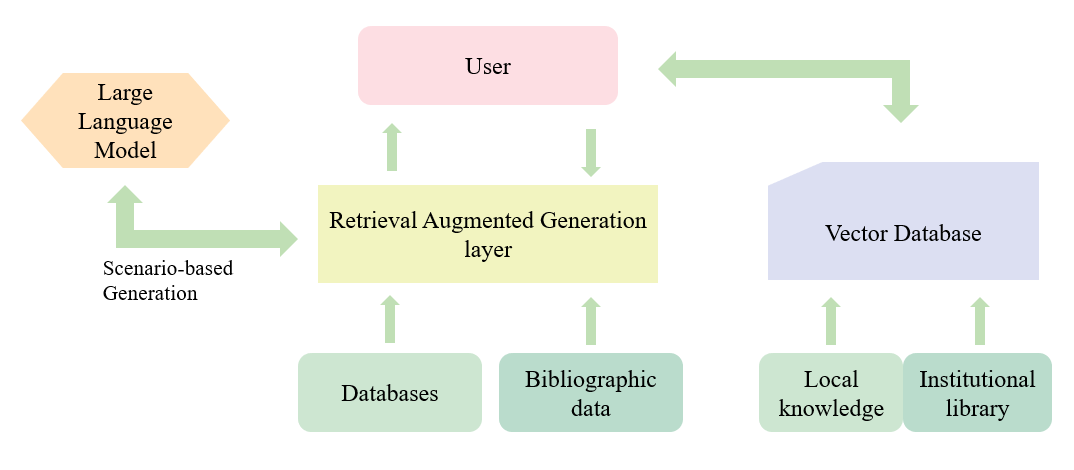 User
Large
Language
Model
Retrieval Augmented Generation
layer
Vector Database
Scenario-based
Generation
Databases
Bibliographic
data
Local
knowledge
Institutional
library